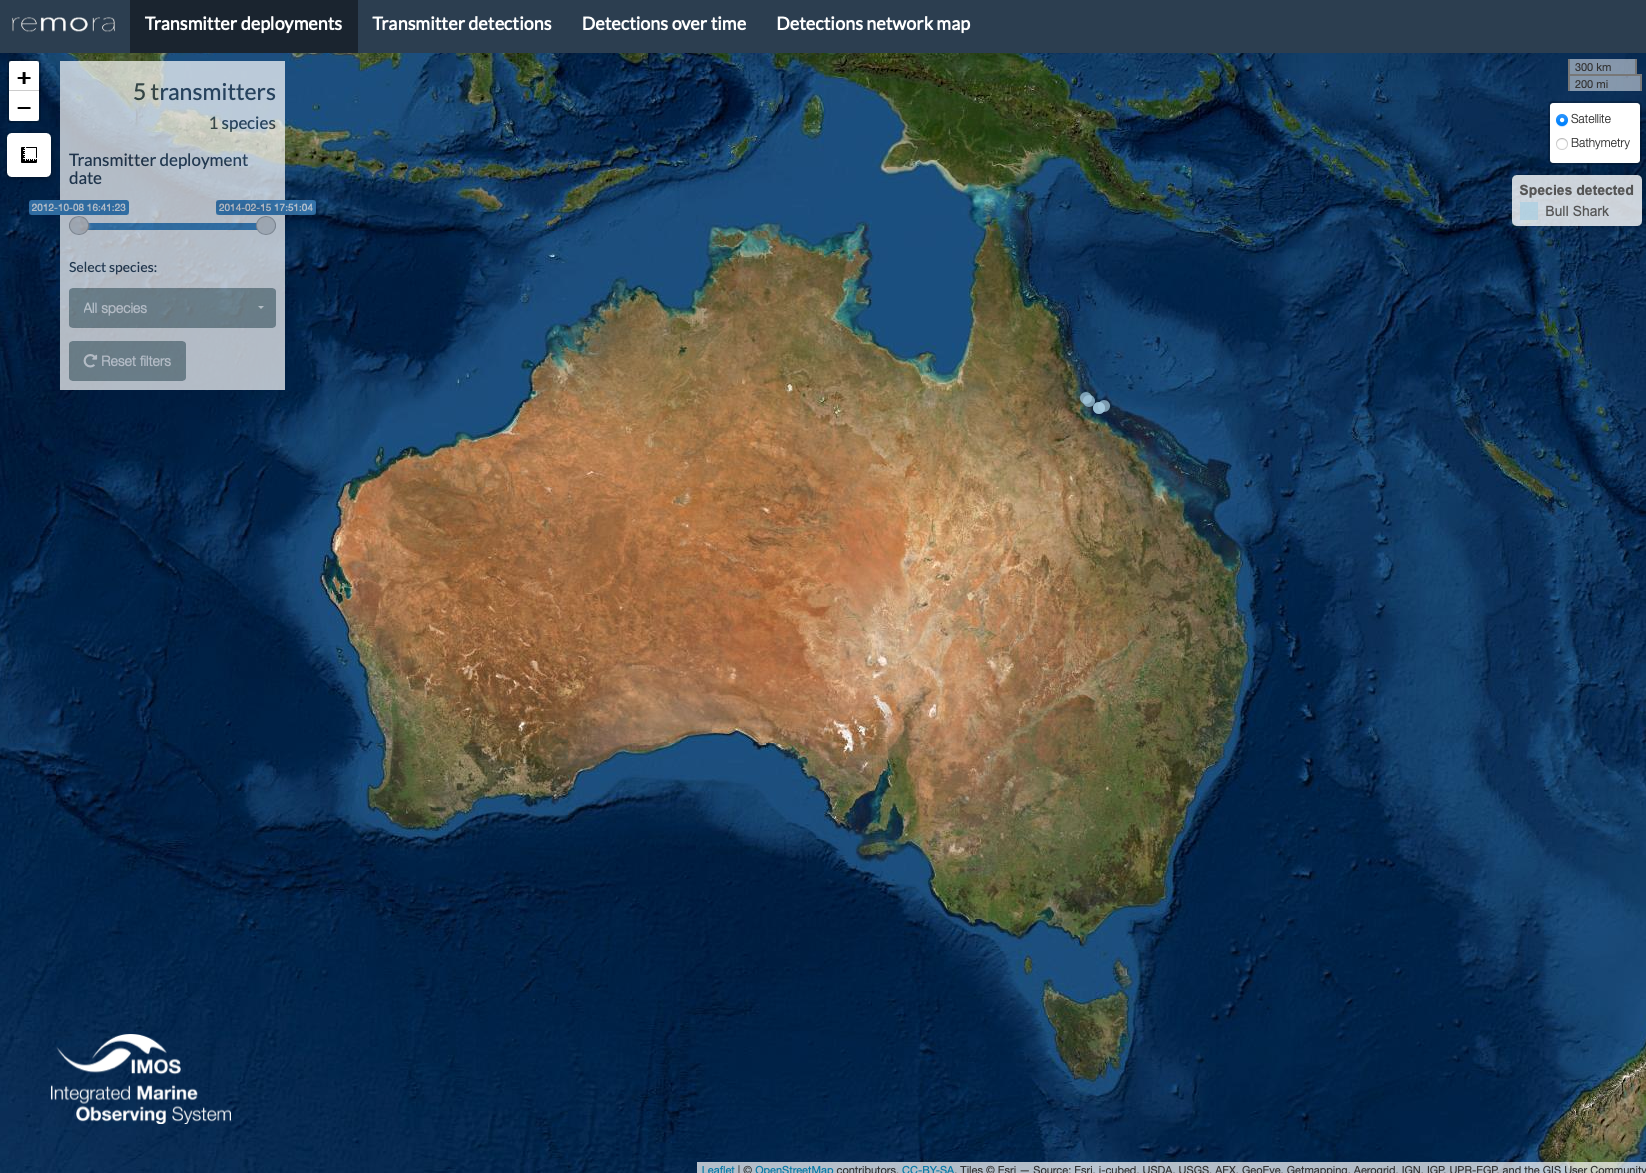 remora Transmitter deployments Transmitter detections Detections over time Detections network map
+
−
5 transmitters
1 species
Transmitter deployment
date
2012-10-08 16:41:23 2014-02-15 17:51:04
Select species:
All species
Reset filters
300 km
200 mi
Satellite
Bathymetry
Species detected
Bull Shark
IMOS
Integrated Marine
Observing System
Leaflet | © OpenStreetMap contributors, CC-BY-SA, Tiles © Esri — Source: Esri, i-cubed, USDA, USGS, AEX, GeoEye, Getmapping, Aerogrid, IGN, IGP, UPR-EGP, and the GIS User Community